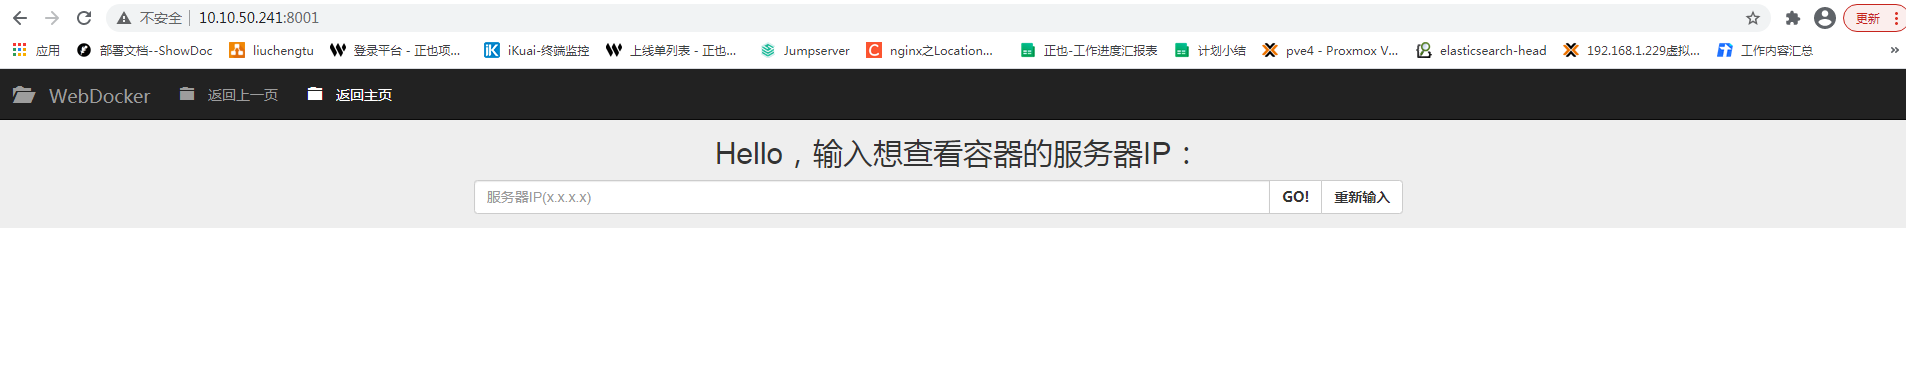 不安全 10.10.50.241:8001 更新
应用 部署文档--ShowDoc liuchengtu 登录平台 - 正也项... iKuai-终端监控 上线单列表 - 正也... Jumpserver nginx之Location... 正也-工作进度汇报表 计划小结 pve4 - Proxmox V... elasticsearch-head 192.168.1.229虚拟... 工作内容汇总 »
WebDocker 返回上一页 返回主页
Hello，输入想查看容器的服务器IP：
服务器IP(x.x.x.x) GO! 重新输入